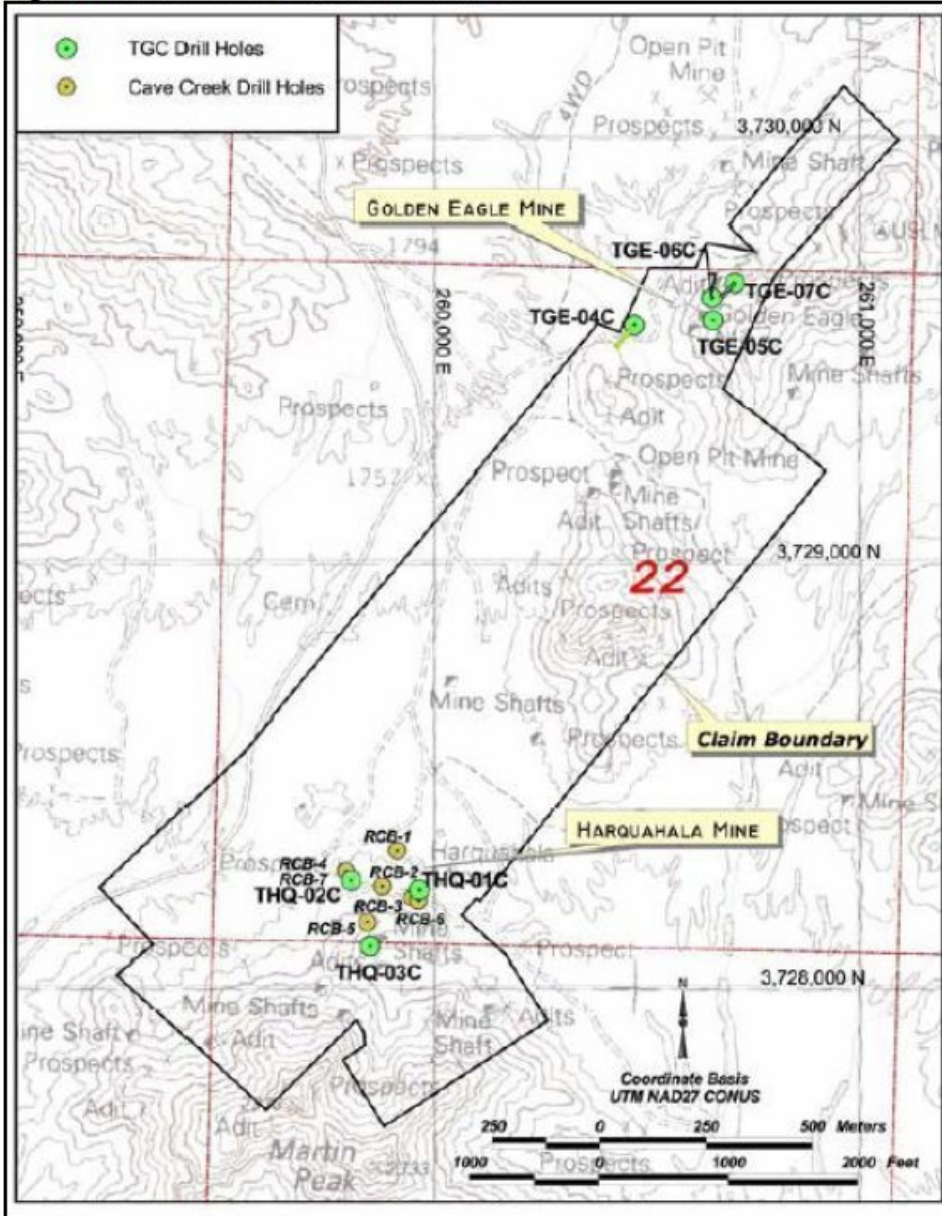 TGC Drill Holes
Cave Creek Drill Holes
Open Pit
Mine
4WD
Prospects
3,730,000 N
Prospects
Mine Shaft
Prospects
GOLDEN EAGLE MINE
1794
TGE-06C
Adit
TGE-07C
TGE-04C
Golden Eagle
TGE-05C
260,000 E
261,000 E
Prospects
Mine Shafts
Prospects
Adit
Prospect
Open Pit Mine
1757
Mine
Adit Shafts
Prospect
3,729,000 N
22
Adits
Cem
Prospects
Adit
Mine Shafts
Prospects
Claim Boundary
Prospects
Adit
HARQUAHALA MINE
RCB-1
Harquahala
RCB-4
RCB-7
RCB-2
THQ-01C
THQ-02C
RCB-3
RCB-6
RCB-5
Mine
Shafts
Prospects
Prospect
THQ-03C
3,728,000 N
Mine Shafts
Mine
Shaft
Adits
Adit
Prospects
Prospects
Adit
Adit
N
Coordinate Basis
UTM NAD27 CONUS
Martin
Peak
250 0 250 500 Meters
Prospects
1000 0 1000 2000 Feet